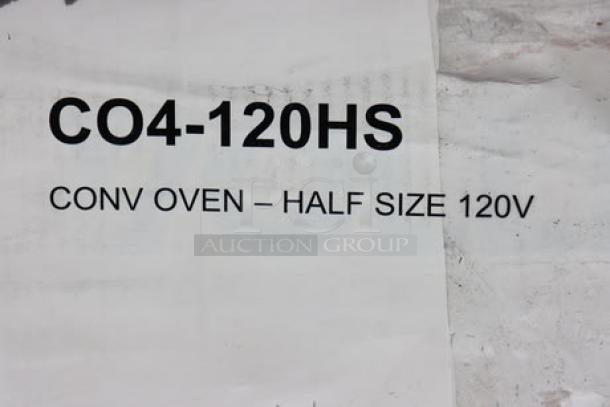 CO4-120HS
CONV OVEN – HALF SIZE 120V
AUCTION GROUP